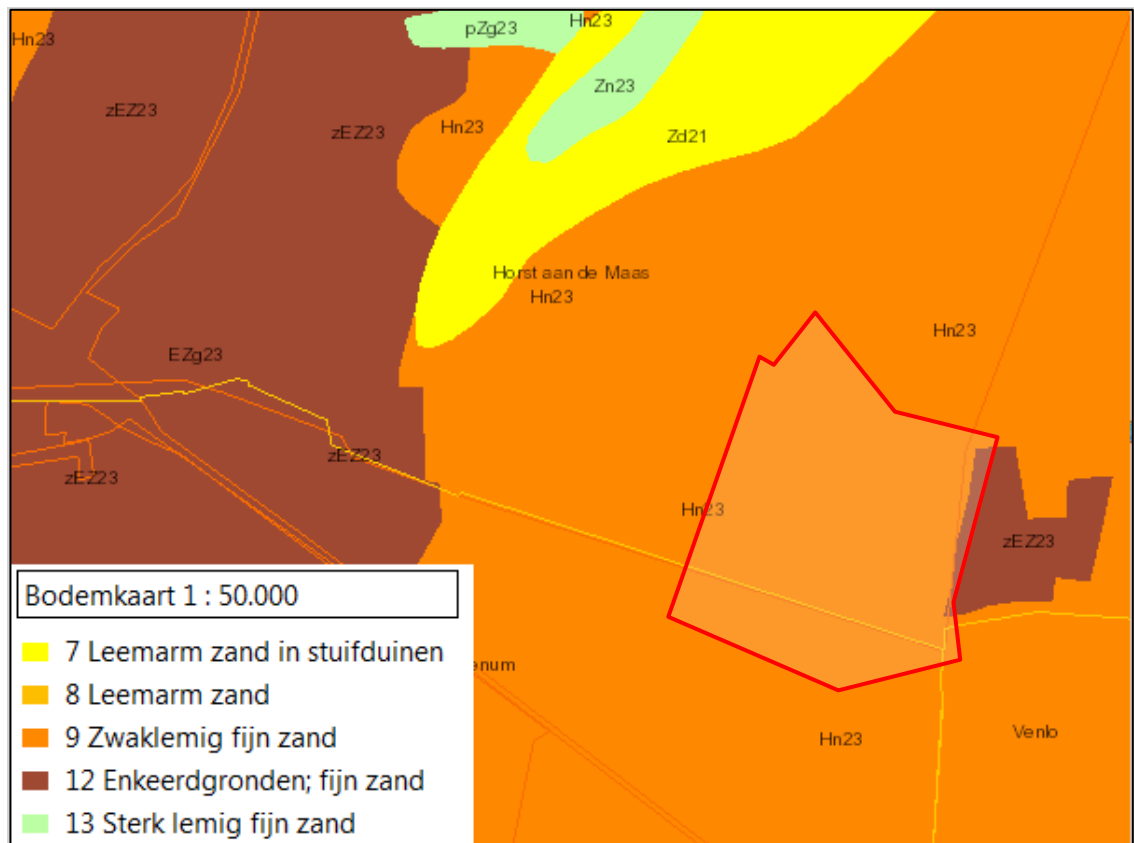 Hn23
pZg23
Hn23
Zn23
zEZ23
zEZ23
Hn23
Zd21
Horst aan de Maas
Hn23
Hn23
EZg23
zEZ23
zEZ23
Hn23
zEZ23
Bodemkaart 1 : 50.000
7 Leemarm zand in stuifduinen
enum
8 Leemarm zand
9 Zwaklemig fijn zand
Hn23
Venlo
12 Enkeerdgronden; fijn zand
13 Sterk lemig fijn zand